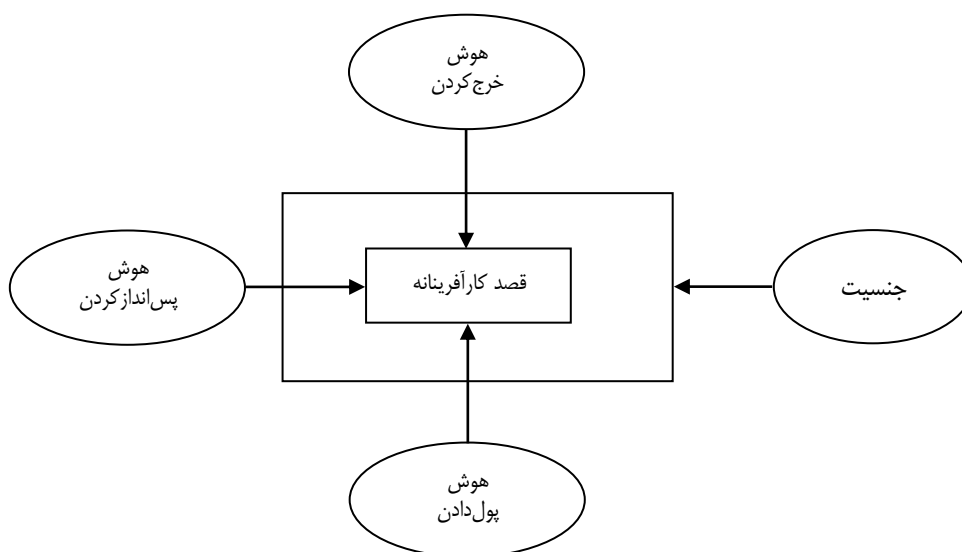 هوش
خرج‌کردن
هوش
پس‌اندازکردن
قصد کارآفرینانه
جنسیت
هوش
پول‌دادن